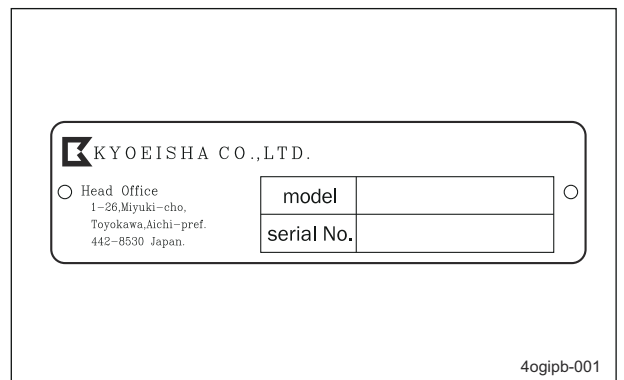 KYOEISHA CO.,LTD.
Head Office
1-26,Miyuki-cho,
Toyokawa,Aichi-pref.
442-8530 Japan.
model
serial No.
4ogipb-001